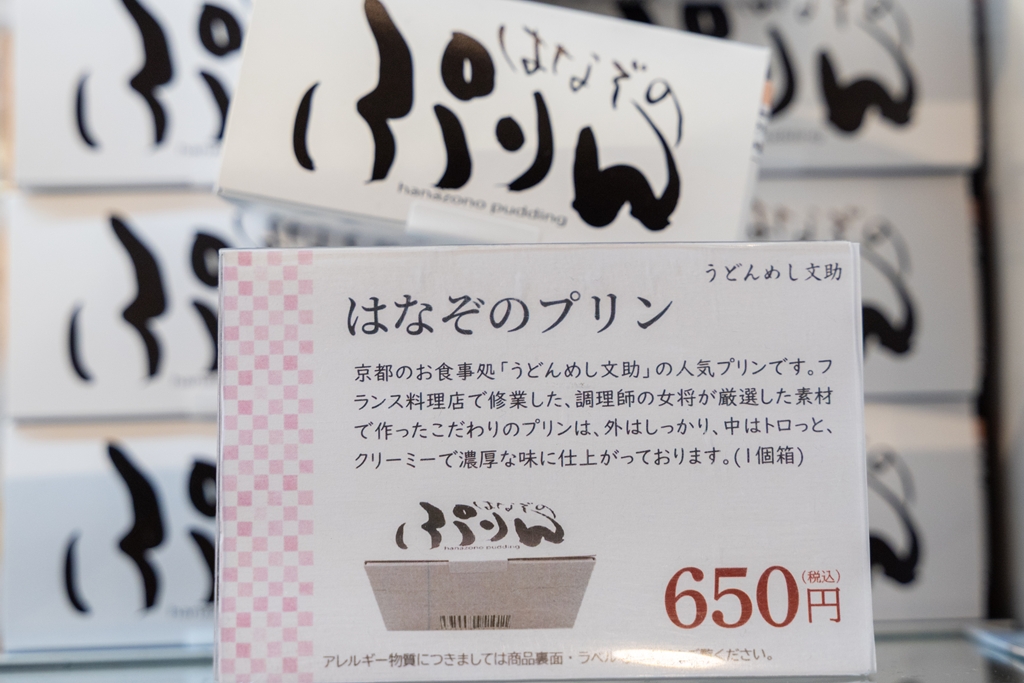 はなぞの
ぷりん
hanazono pudding
うどんめし文助
はなぞのプリン
京都のお食事処「うどんめし文助」の人気プリンです。フ
ランス料理店で修業した、調理師の女将が厳選した素材
で作ったこだわりのプリンは、外はしっかり、中はトロっと、
クリーミーで濃厚な味に仕上がっております。(1個箱)
はなぞの
ぷりん
hanazono pudding
650円(税込)
アレルギー物質につきましては商品裏面・ラベル
ください。